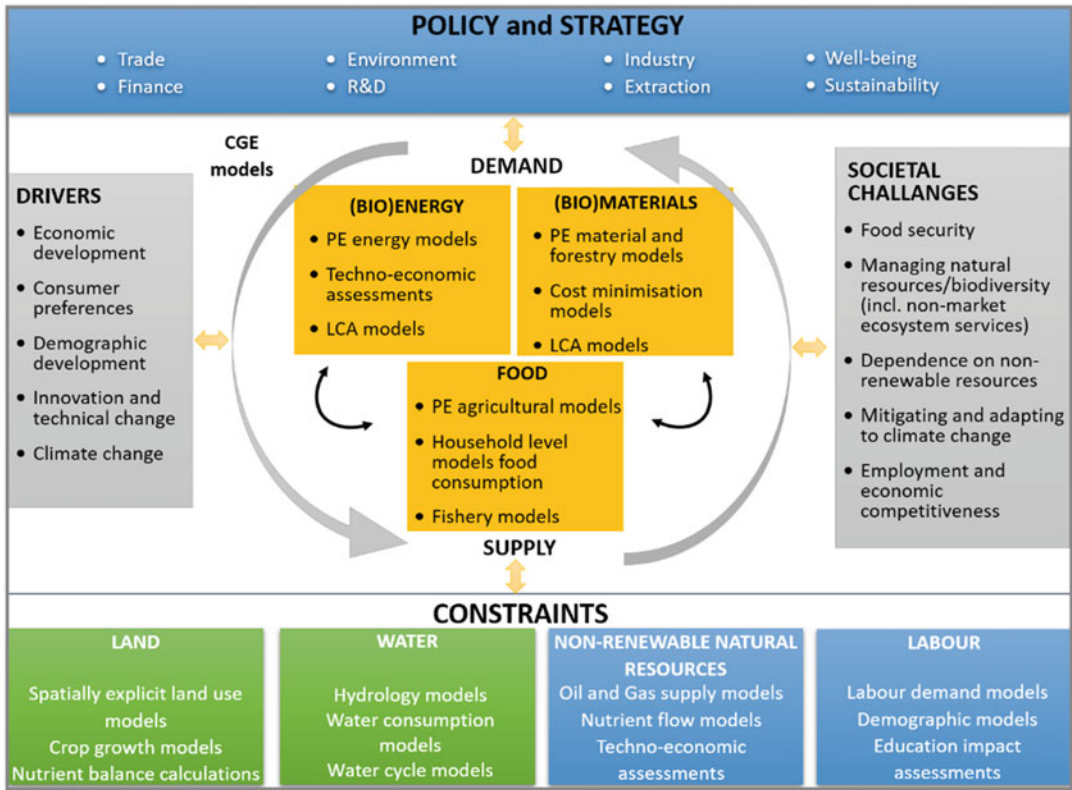 POLICY and STRATEGY
• Trade
• Finance
• Environment
• R&D
• Industry
• Extraction
• Well-being
• Sustainability
CGE
models
DEMAND
DRIVERS
• Economic
development
• Consumer
preferences
• Demographic
development
• Innovation and
technical change
• Climate change
(BIO)ENERGY
• PE energy models
• Techno-economic
assessments
• LCA models
(BIO)MATERIALS
• PE material and
forestry models
• Cost minimisation
models
• LCA models
FOOD
• PE agricultural models
• Household level
models food
consumption
• Fishery models
SUPPLY
SOCIETAL
CHALLANGES
• Food security
• Managing natural
resources/biodiversity
(incl. non-market
ecosystem services)
• Dependence on non-
renewable resources
• Mitigating and adapting
to climate change
• Employment and
economic
competitiveness
CONSTRAINTS
LAND
Spatially explicit land use
models
Crop growth models
Nutrient balance calculations
WATER
Hydrology models
Water consumption
models
Water cycle models
NON-RENEWABLE NATURAL
RESOURCES
Oil and Gas supply models
Nutrient flow models
Techno-economic
assessments
LABOUR
Labour demand models
Demographic models
Education impact
assessments